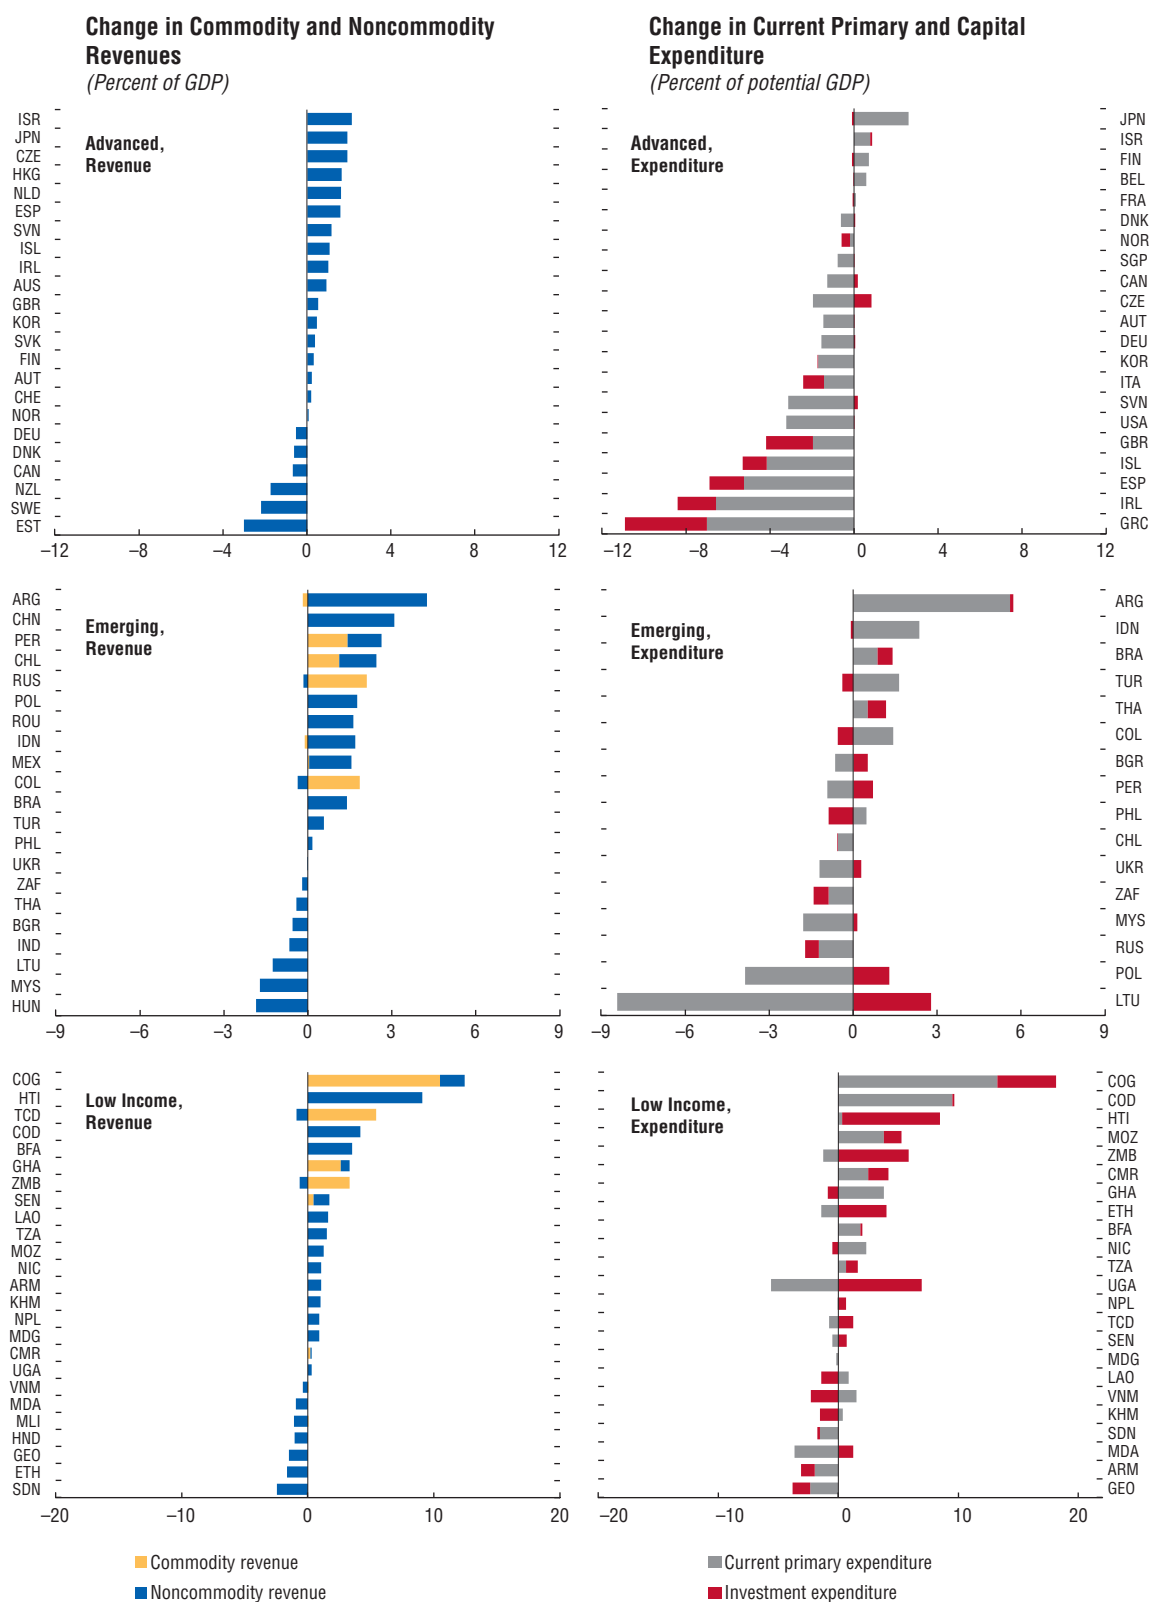 Change in Commodity and Noncommodity
Revenues
(Percent of GDP)
Advanced,
Revenue
ISR
JPN
CZE
HKG
NLD
ESP
SVN
ISL
IRL
AUS
GBR
KOR
SVK
FIN
AUT
CHE
NOR
DEU
DNK
CAN
NZL
SWE
EST
–12 –8 –4 0 4 8 12
Change in Current Primary and Capital
Expenditure
(Percent of potential GDP)
Advanced,
Expenditure
JPN
ISR
FIN
BEL
FRA
DNK
NOR
SGP
CAN
CZE
AUT
DEU
KOR
ITA
SVN
USA
GBR
ISL
ESP
IRL
GRC
–12 –8 –4 0 4 8 12
Emerging,
Revenue
ARG
CHN
PER
CHL
RUS
POL
ROU
IDN
MEX
COL
BRA
TUR
PHL
UKR
ZAF
THA
BGR
IND
LTU
MYS
HUN
–9 –6 –3 0 3 6 9
Emerging,
Expenditure
ARG
IDN
BRA
TUR
THA
COL
BGR
PER
PHL
CHL
UKR
ZAF
MYS
RUS
POL
LTU
–9 –6 –3 0 3 6 9
Low Income,
Revenue
COG
HTI
TCD
COD
BFA
GHA
ZMB
SEN
LAO
TZA
MOZ
NIC
ARM
KHM
NPL
MDG
CMR
UGA
VNM
MDA
MLI
HND
GEO
ETH
SDN
–20 –10 0 10 20
Low Income,
Expenditure
COG
COD
HTI
MOZ
ZMB
CMR
GHA
ETH
BFA
NIC
TZA
UGA
NPL
TCD
SEN
MDG
LAO
VNM
KHM
SDN
MDA
ARM
GEO
–20 –10 0 10 20
Commodity revenue
Noncommodity revenue
Current primary expenditure
Investment expenditure